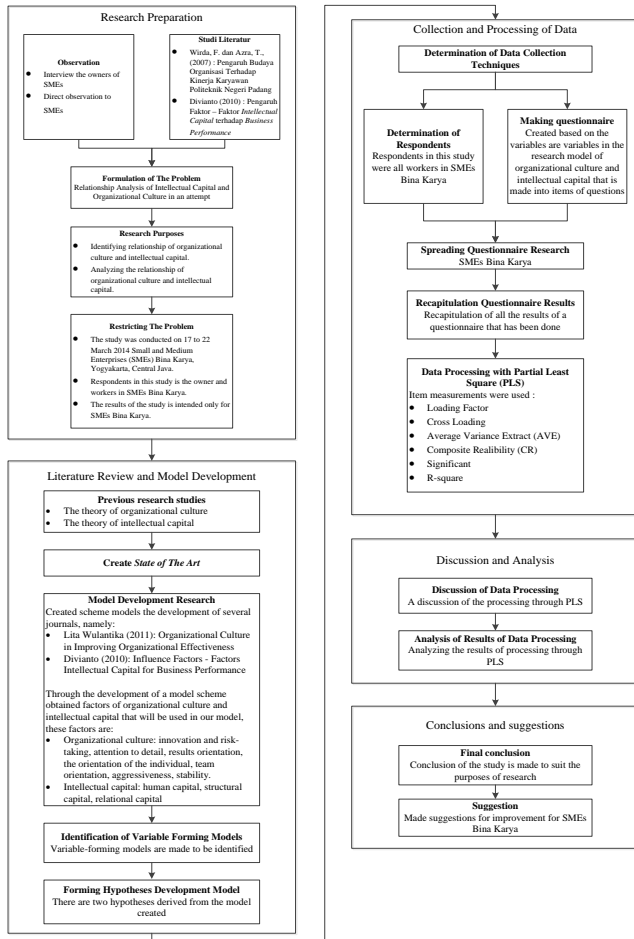 Research Preparation
Observation
● Interview the owners of
SMEs
● Direct observation to
SMEs
Studi Literatur
● Wirda, F. dan Azra, T.,
(2007) : Pengaruh Budaya
Organisasi Terhadap
Kinerja Karyawan
Politeknik Negeri Padang
● Divianto (2010) : Pengaruh
Faktor – Faktor Intellectual
Capital terhadap Business
Performance
Formulation of The Problem
Relationship Analysis of Intellectual Capital and
Organizational Culture in an attempt
Research Purposes
● Identifying relationship of organizational
culture and intellectual capital.
● Analyzing the relationship of
organizational culture and intellectual
capital.
Restricting The Problem
● The study was conducted on 17 to 22
March 2014 Small and Medium
Enterprises (SMEs) Bina Karya,
Yogyakarta, Central Java.
● Respondents in this study is the owner and
workers in SMEs Bina Karya.
● The results of the study is intended only for
SMEs Bina Karya.
Literature Review and Model Development
Previous research studies
● The theory of organizational culture
● The theory of intellectual capital
Create State of The Art
Model Development Research
Created scheme models the development of several
journals, namely:
● Lita Wulantika (2011): Organizational Culture
in Improving Organizational Effectiveness
● Divianto (2010): Influence Factors - Factors
Intellectual Capital for Business Performance
Through the development of a model scheme
obtained factors of organizational culture and
intellectual capital that will be used in our model,
these factors are:
● Organizational culture: innovation and risk-
taking, attention to detail, results orientation,
the orientation of the individual, team
orientation, aggressiveness, stability.
● Intellectual capital: human capital, structural
capital, relational capital
Identification of Variable Forming Models
Variable-forming models are made to be identified
Forming Hypotheses Development Model
There are two hypotheses derived from the model
created
Collection and Processing of Data
Determination of Data Collection
Techniques
Determination of
Respondents
Respondents in this study
were all workers in SMEs
Bina Karya
Making questionnaire
Created based on the
variables are variables in the
research model of
organizational culture and
intellectual capital that is
made into items of questions
Spreading Questionnaire Research
SMEs Bina Karya
Recapitulation Questionnaire Results
Recapitulation of all the results of a
questionnaire that has been done
Data Processing with Partial Least
Square (PLS)
Item measurements were used :
● Loading Factor
● Cross Loading
● Average Variance Extract (AVE)
● Composite Realibility (CR)
● Significant
● R-square
Discussion and Analysis
Discussion of Data Processing
A discussion of the processing through PLS
Analysis of Results of Data Processing
Analyzing the results of processing through
PLS
Conclusions and suggestions
Final conclusion
Conclusion of the study is made to suit the
purposes of research
Suggestion
Made suggestions for improvement for SMEs
Bina Karya